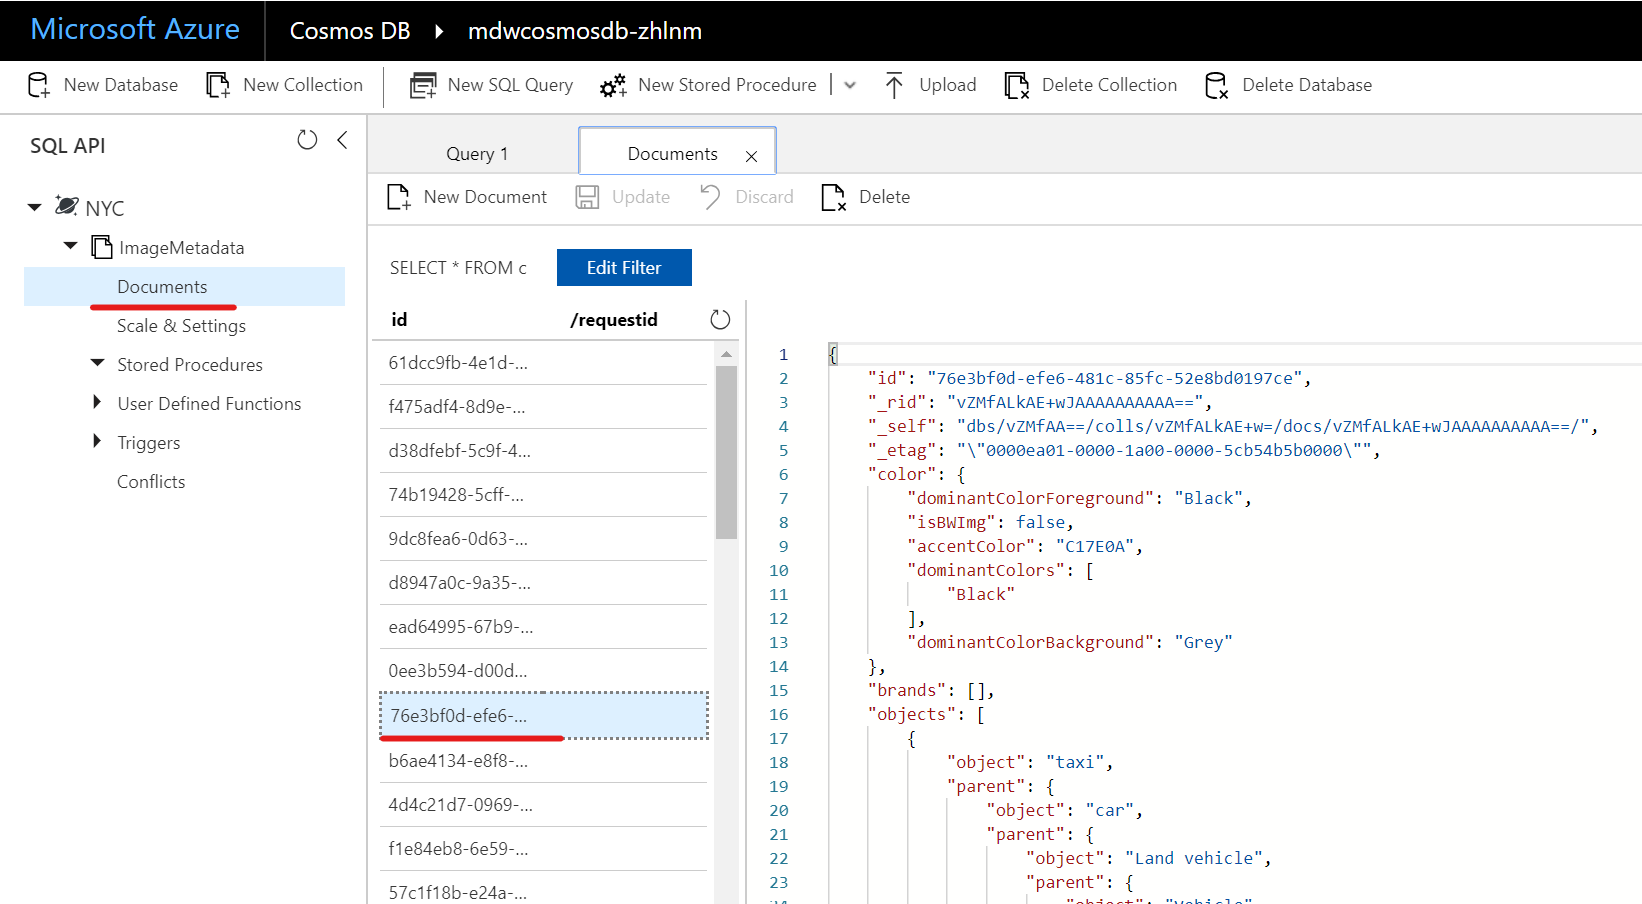 Microsoft Azure Cosmos DB mdwcosmosdb-zhlnm
New Database New Collection New SQL Query New Stored Procedure Upload Delete Collection Delete Database
SQL API
NYC
ImageMetadata
Documents
Scale & Settings
Stored Procedures
User Defined Functions
Triggers
Conflicts
Query 1 Documents
New Document Update Discard Delete
SELECT * FROM c Edit Filter
id /requestid
61dcc9fb-4e1d-...
f475adf4-8d9e-...
d38dfebf-5c9f-4...
74b19428-5cff-...
9dc8fea6-0d63-...
d8947a0c-9a35-...
ead64995-67b9-...
0ee3b594-d00d...
76e3bf0d-efe6-...
b6ae4134-e8f8-...
4d4c21d7-0969-...
f1e84eb8-6e59-...
57c1f18b-e24a-...
1 {
2 "id": "76e3bf0d-efe6-481c-85fc-52e8bd0197ce",
3 "_rid": "vZMfALkAE+wJAAAAAAAAAA==",
4 "_self": "dbs/vZMfAA==/colls/vZMfALkAE+w=/docs/vZMfALkAE+wJAAAAAAAAAA==/",
5 "_etag": "\"0000ea01-0000-1a00-0000-5cb54b5b0000\"",
6 "color": {
7 "dominantColorForeground": "Black",
8 "isBWImg": false,
9 "accentColor": "C17E0A",
10 "dominantColors": [
11 "Black"
12 ],
13 "dominantColorBackground": "Grey"
14 },
15 "brands": [],
16 "objects": [
17 {
18 "object": "taxi",
19 "parent": {
20 "object": "car",
21 "parent": {
22 "object": "Land vehicle",
23 "parent": {
24 "object": "Vehicle"